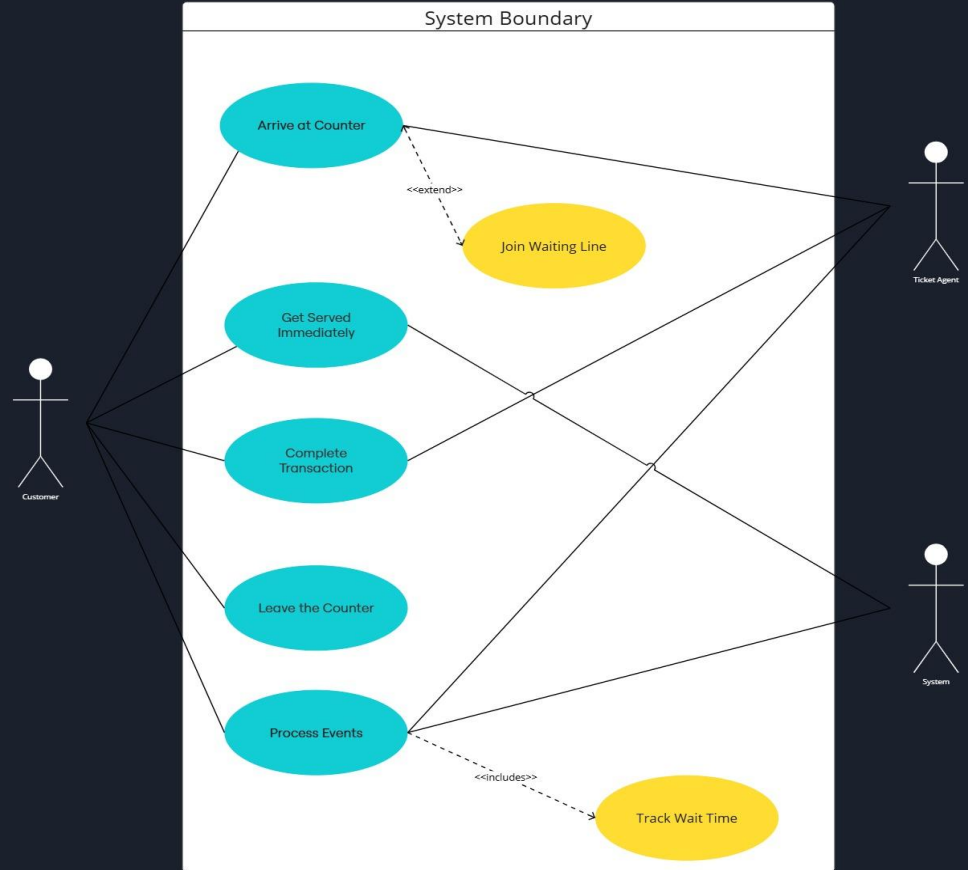 System Boundary
Arrive at Counter
<<extend>>
Join Waiting Line
Ticket Agent
Get Served
Immediately
Complete
Transaction
Customer
Leave the Counter
System
Process Events
<<includes>>
Track Wait Time